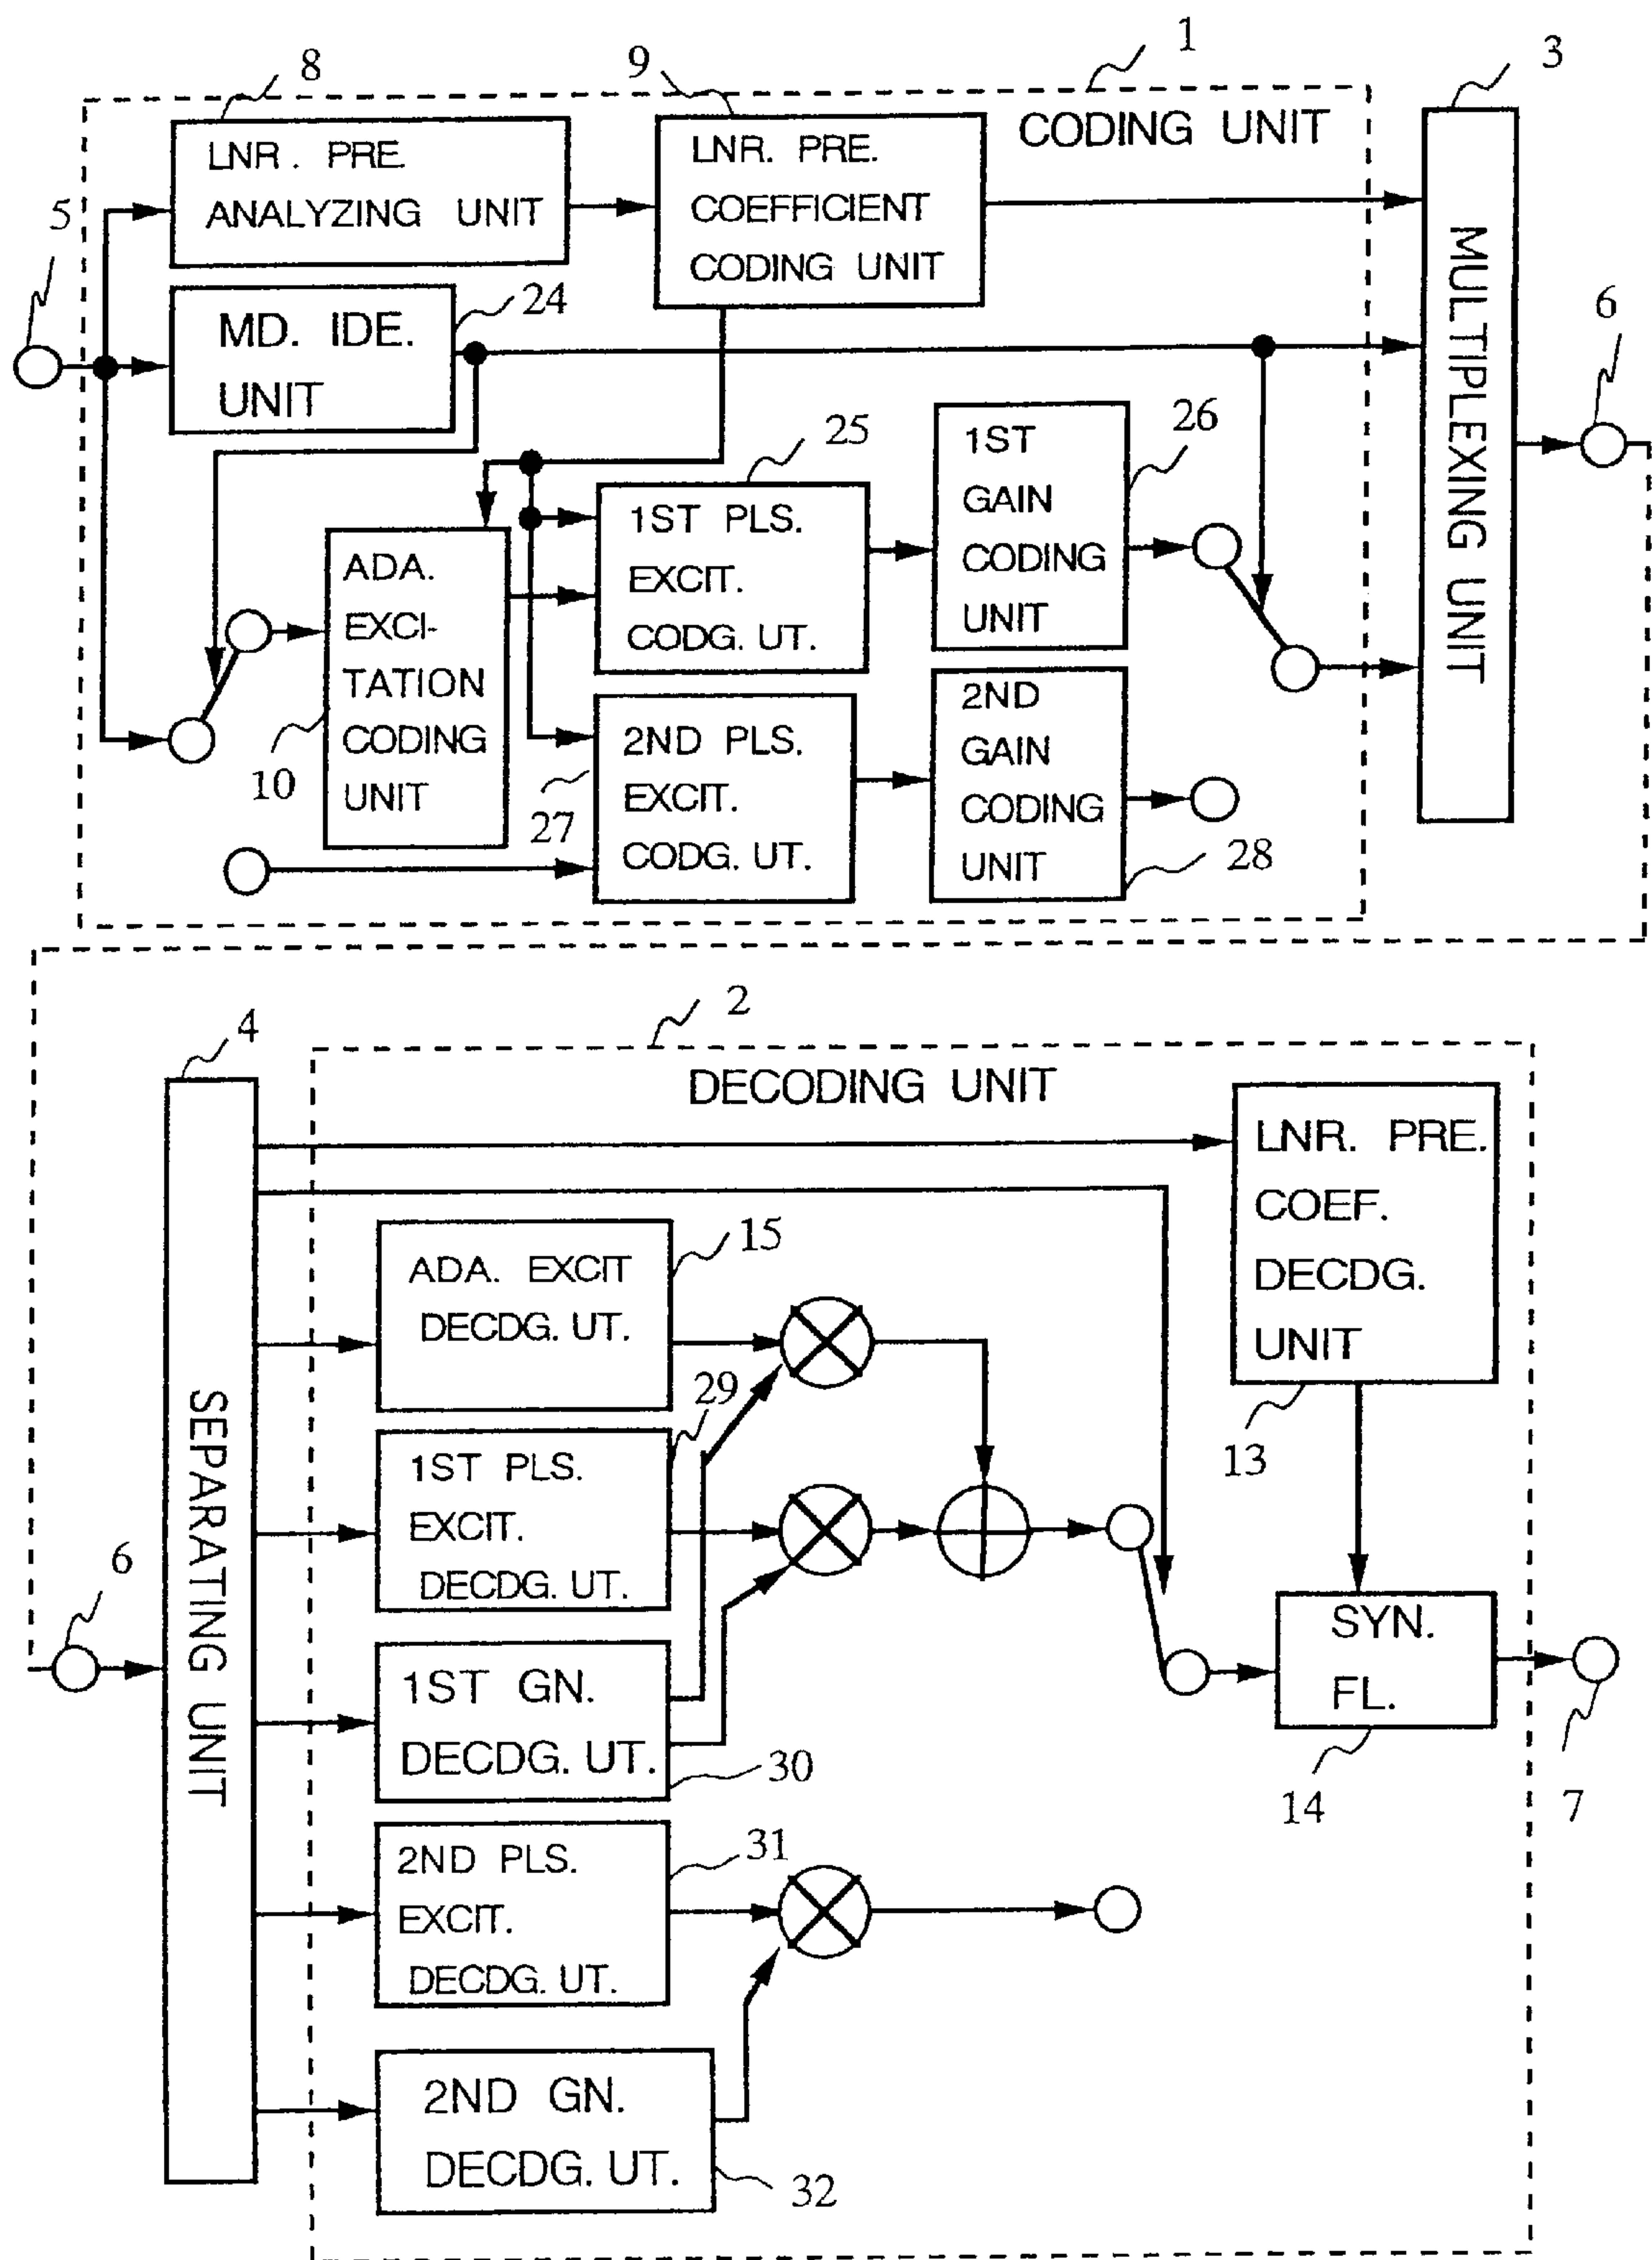 1
3
8
9
CODING UNIT
LNR. PRE.
ANALYZING UNIT
LNR. PRE.
COEFFICIENT
CODING UNIT
5
24
MD. IDE.
UNIT
6
MULTIPLEXING UNIT
25
26
1ST
GAIN
CODING
UNIT
1ST PLS.
EXCIT.
CODG. UT.
ADA.
EXCI-
TATION
CODING
UNIT
10
2ND PLS.
EXCIT.
CODG. UT.
27
2ND
GAIN
CODING
UNIT
28
2
4
DECODING UNIT
LNR. PRE.
COEF.
DECDG.
UNIT
13
15
ADA. EXCIT
DECDG. UT.
29
1ST PLS.
EXCIT.
DECDG. UT.
SEPARATING UNIT
6
1ST GN.
DECDG. UT.
30
SYN.
FL.
14
7
2ND PLS.
EXCIT.
DECDG. UT.
31
2ND GN.
DECDG. UT.
32